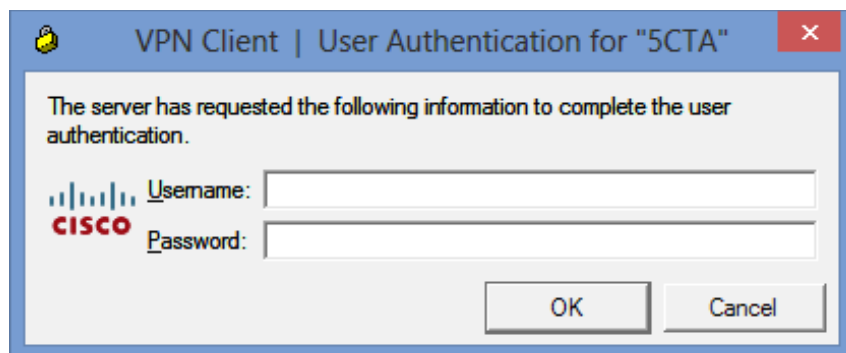 VPN Client | User Authentication for "5CTA"
The server has requested the following information to complete the user
authentication.
Username:
CISCO
Password:
OK
Cancel